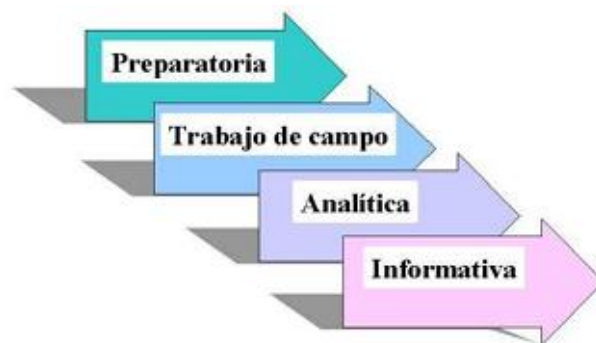 Preparatoria
Trabajo de campo
Analítica
Informativa